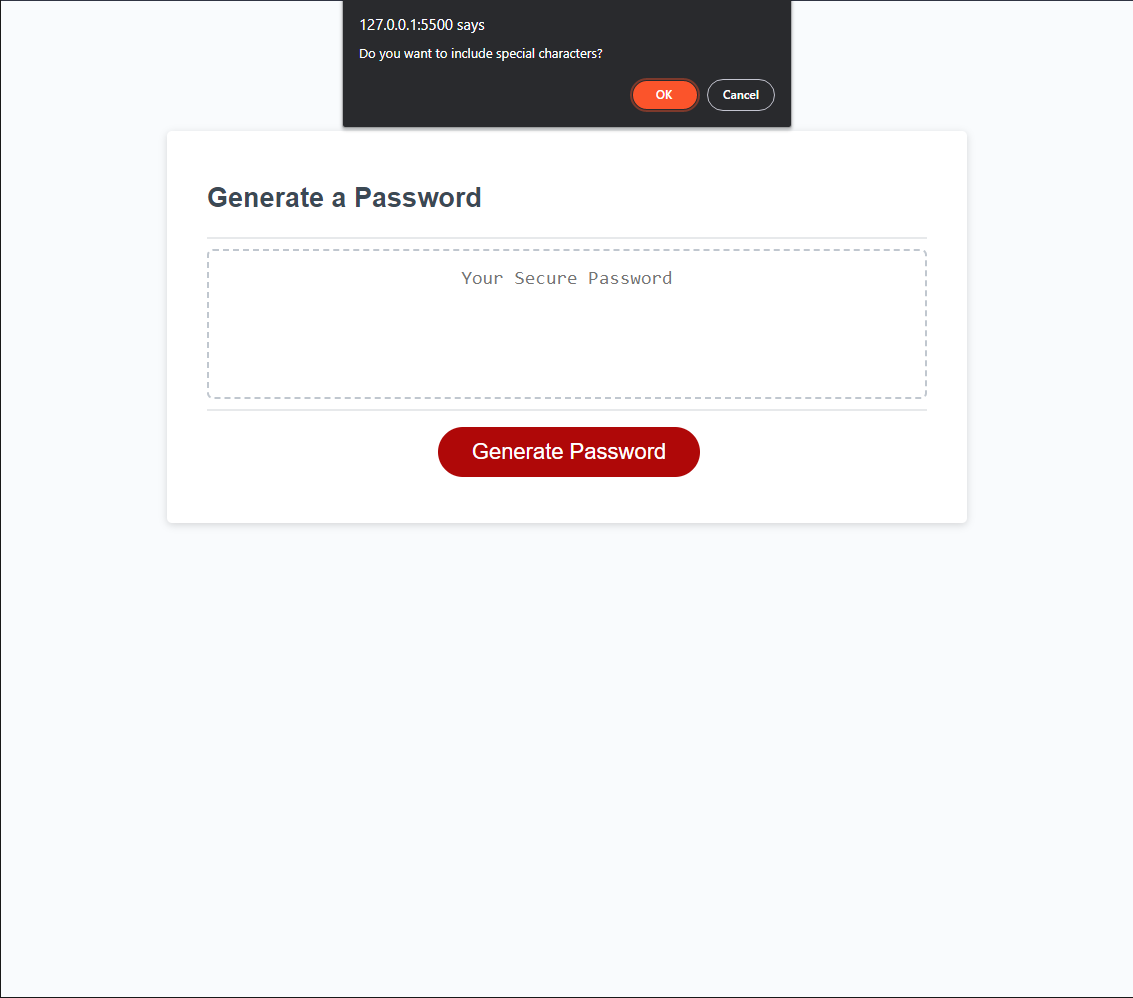 127.0.0.1:5500 says
Do you want to include special characters?
OK Cancel
Generate a Password
Your Secure Password
Generate Password